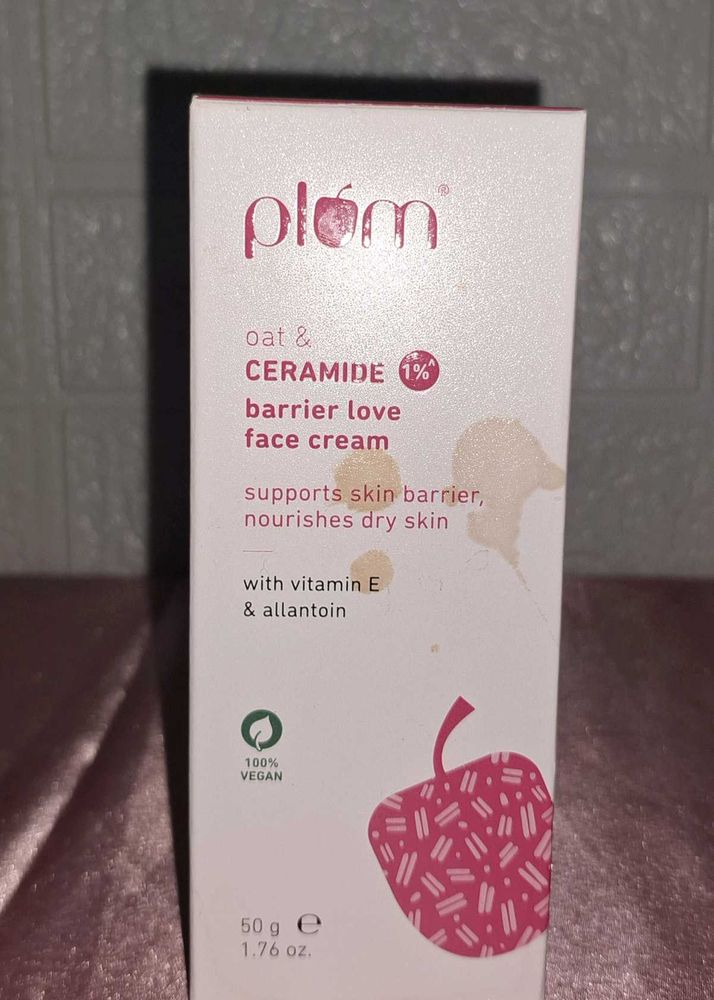 plum®
oat &
CERAMIDE 1%^
barrier love
face cream
supports skin barrier,
nourishes dry skin
with vitamin E
& allantoin
100%
VEGAN
50 g ℮
1.76 oz.